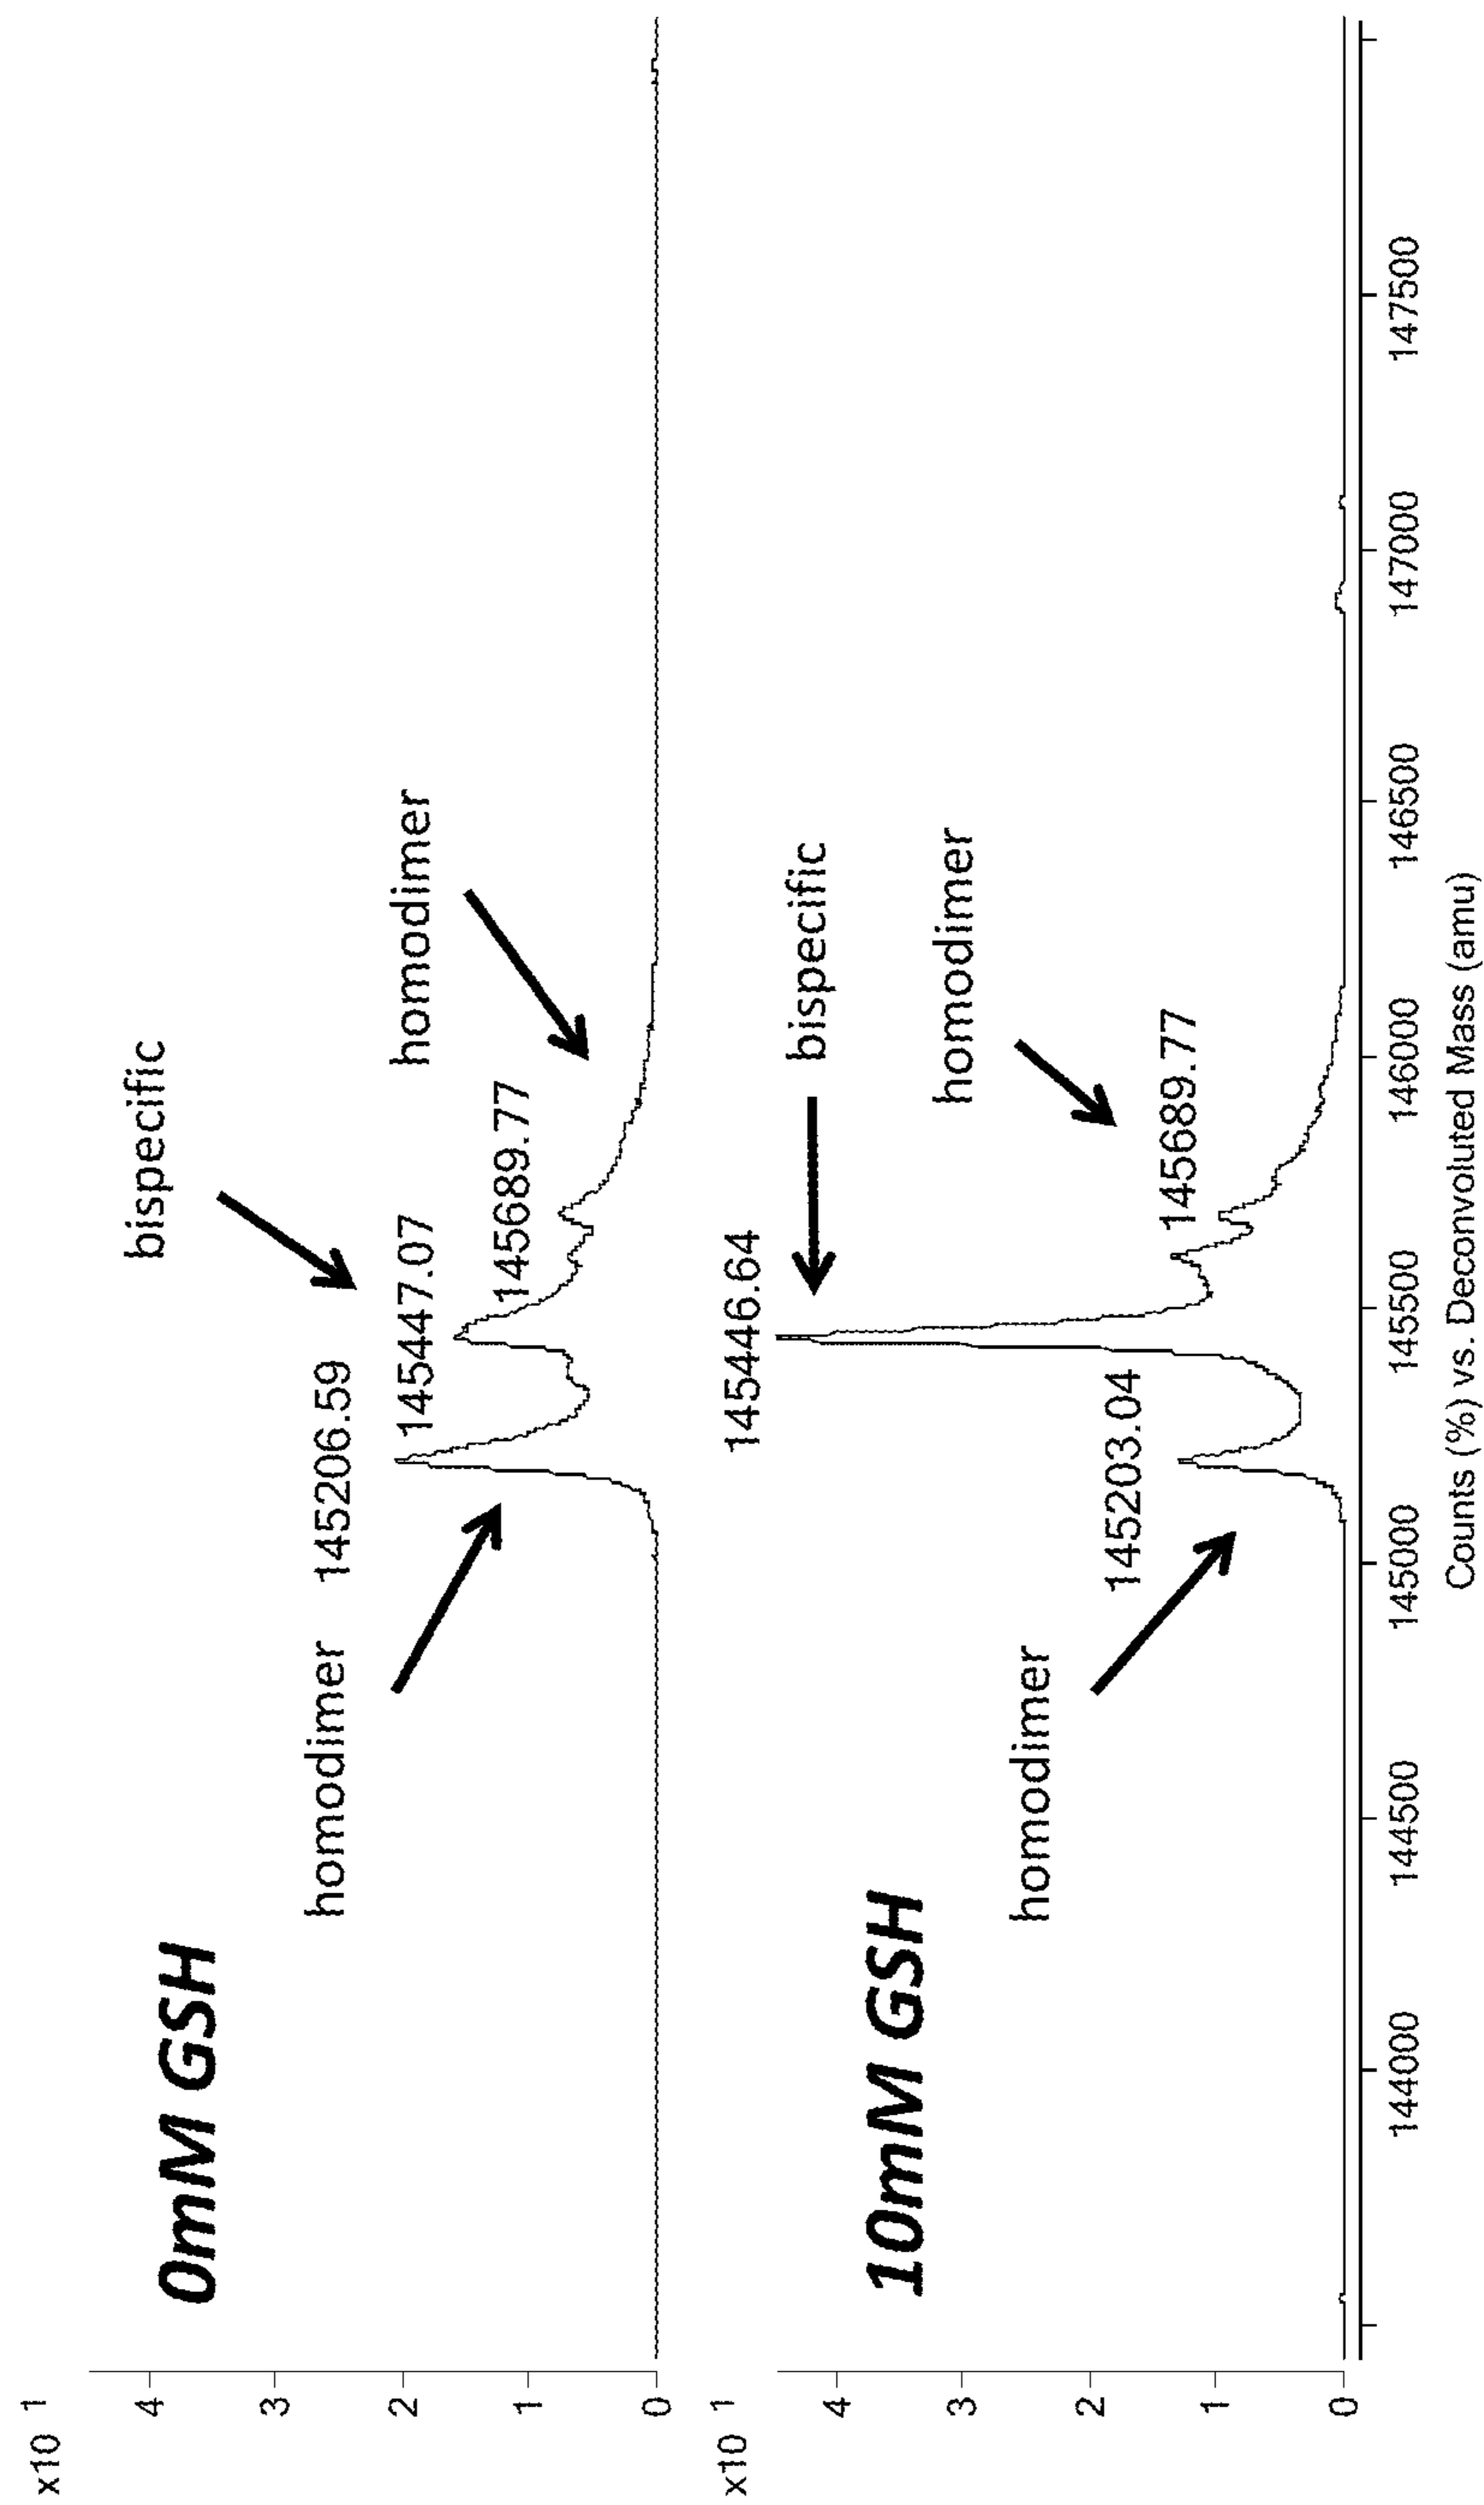 x10 1
0mM GSH
bispecific
homodimer
homodimer
145206.59
145447.07
145689.77
4
3
2
1
0
x10 1
10mM GSH
145446.64
bispecific
homodimer
homodimer
145203.04
145689.77
4
3
2
1
0
144000 144500 145000 145500 146000 146500 147000 147500
Counts (%) vs. Deconvoluted Mass (amu)